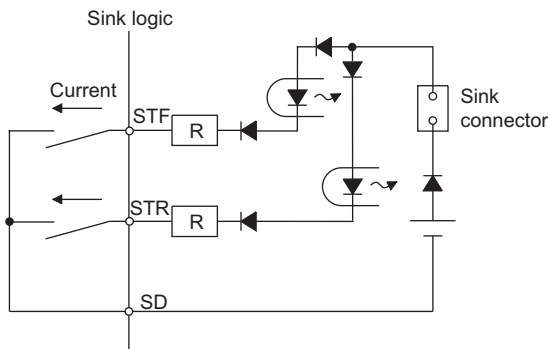 Sink logic
Current
STF
R
Sink
connector
STR
R
SD